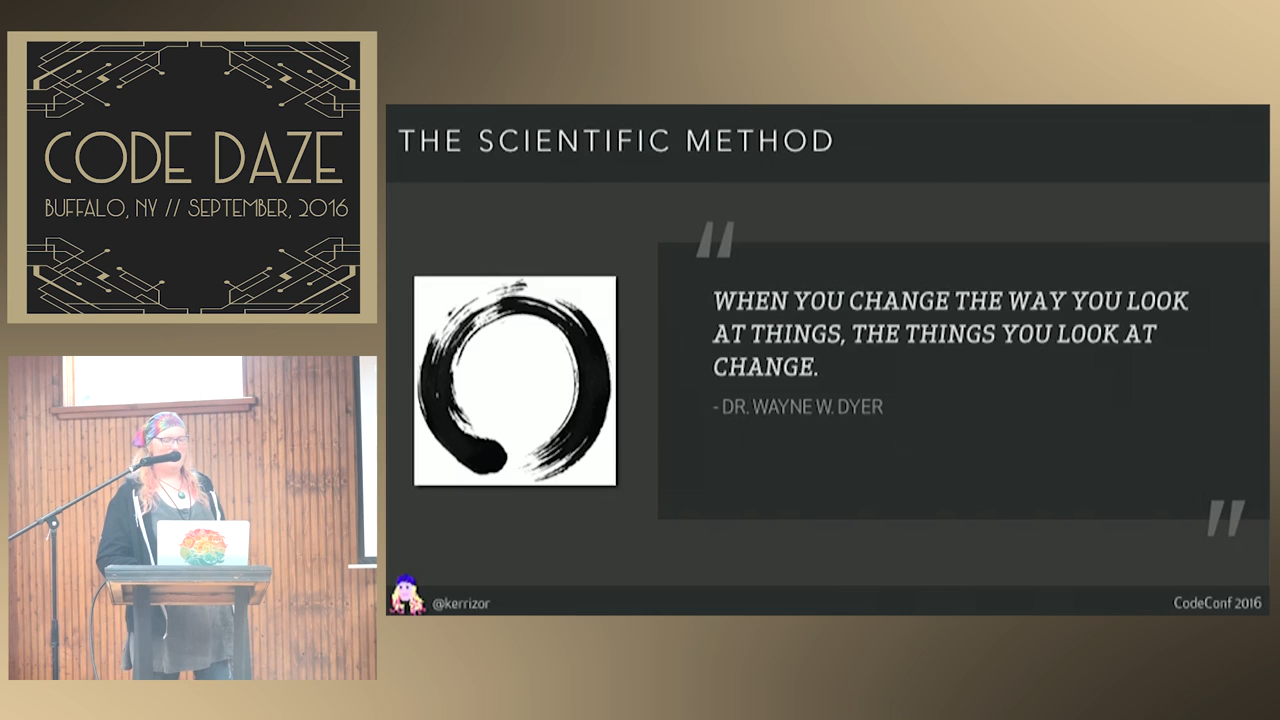 CODE DAZE
BUFFALO, NY // SEPTEMBER, 2016
THE SCIENTIFIC METHOD
"
WHEN YOU CHANGE THE WAY YOU LOOK
AT THINGS, THE THINGS YOU LOOK AT
CHANGE.
- DR. WAYNE W. DYER
"
@kerrizor
CodeConf 2016